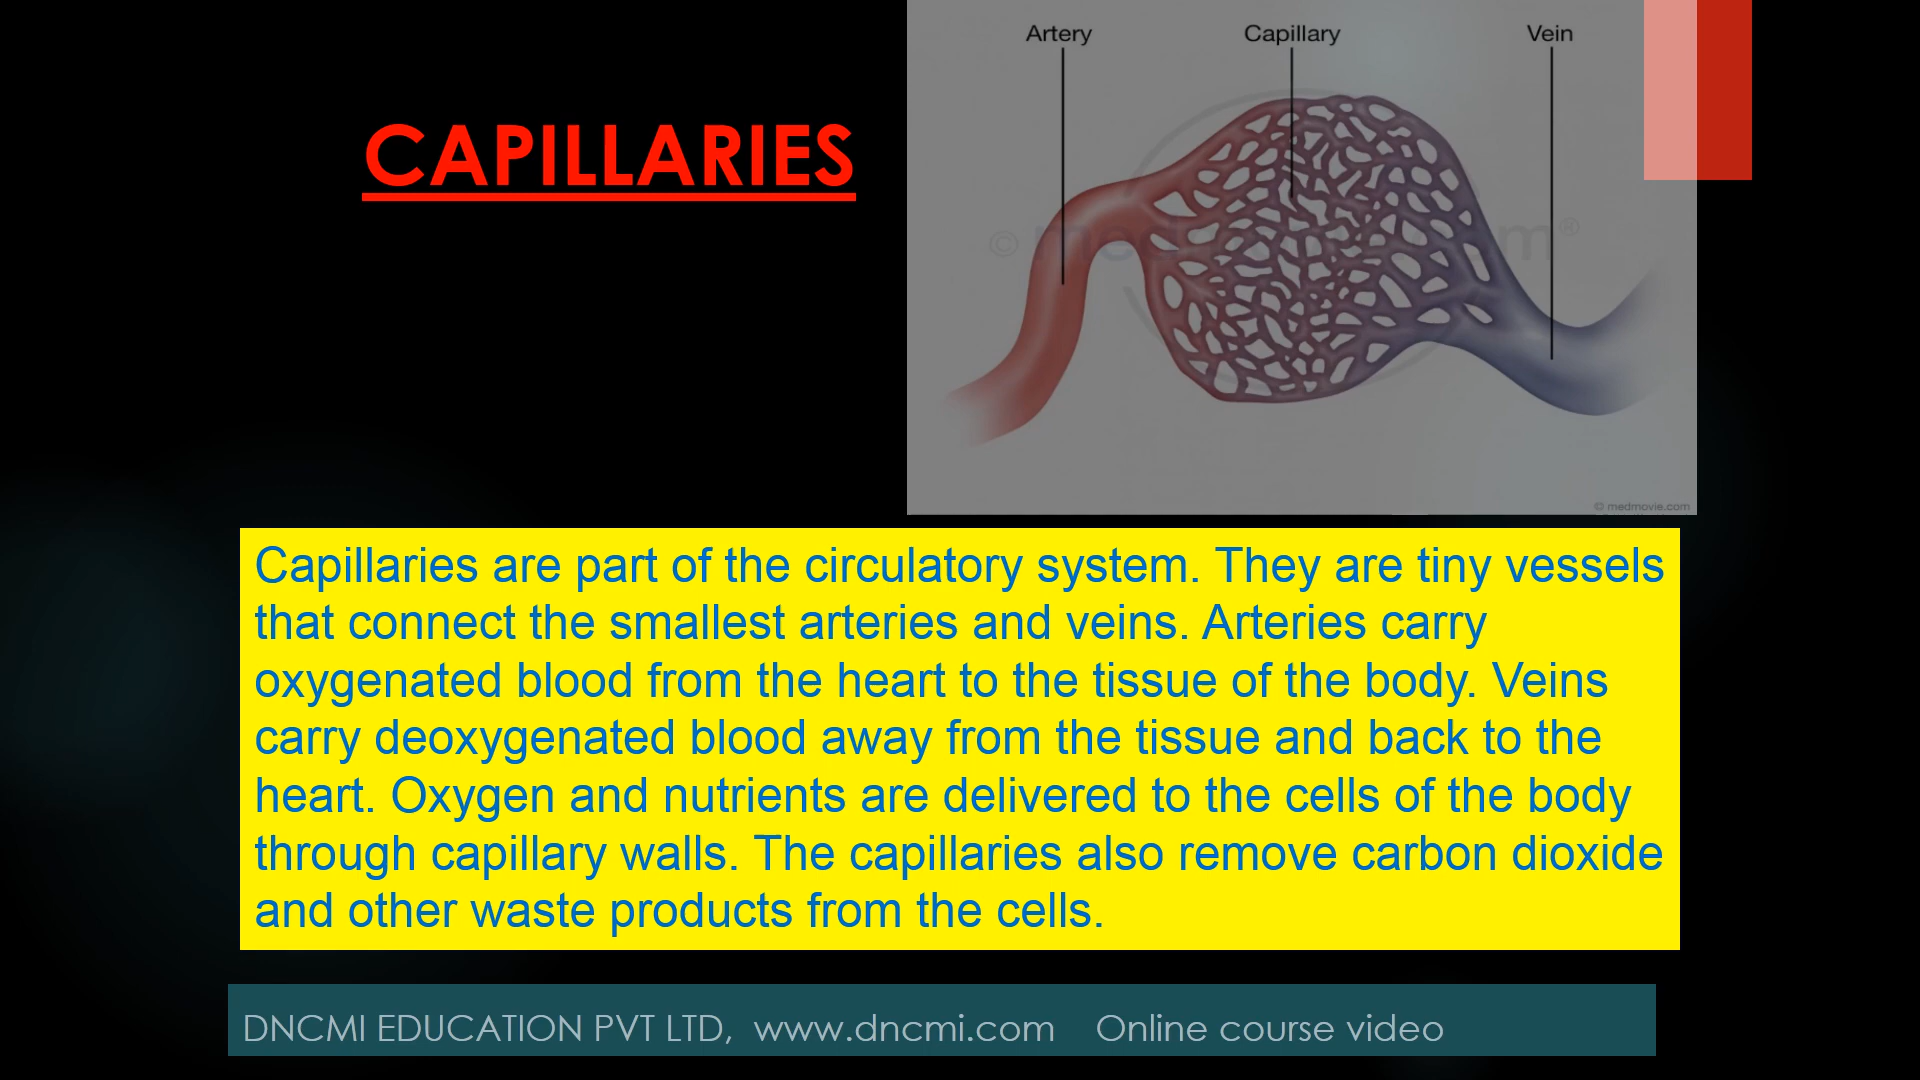 Artery Capillary Vein
CAPILLARIES
© medmovie.com
Capillaries are part of the circulatory system. They are tiny vessels
that connect the smallest arteries and veins. Arteries carry
oxygenated blood from the heart to the tissue of the body. Veins
carry deoxygenated blood away from the tissue and back to the
heart. Oxygen and nutrients are delivered to the cells of the body
through capillary walls. The capillaries also remove carbon dioxide
and other waste products from the cells.
DNCMI EDUCATION PVT LTD, www.dncmi.com Online course video